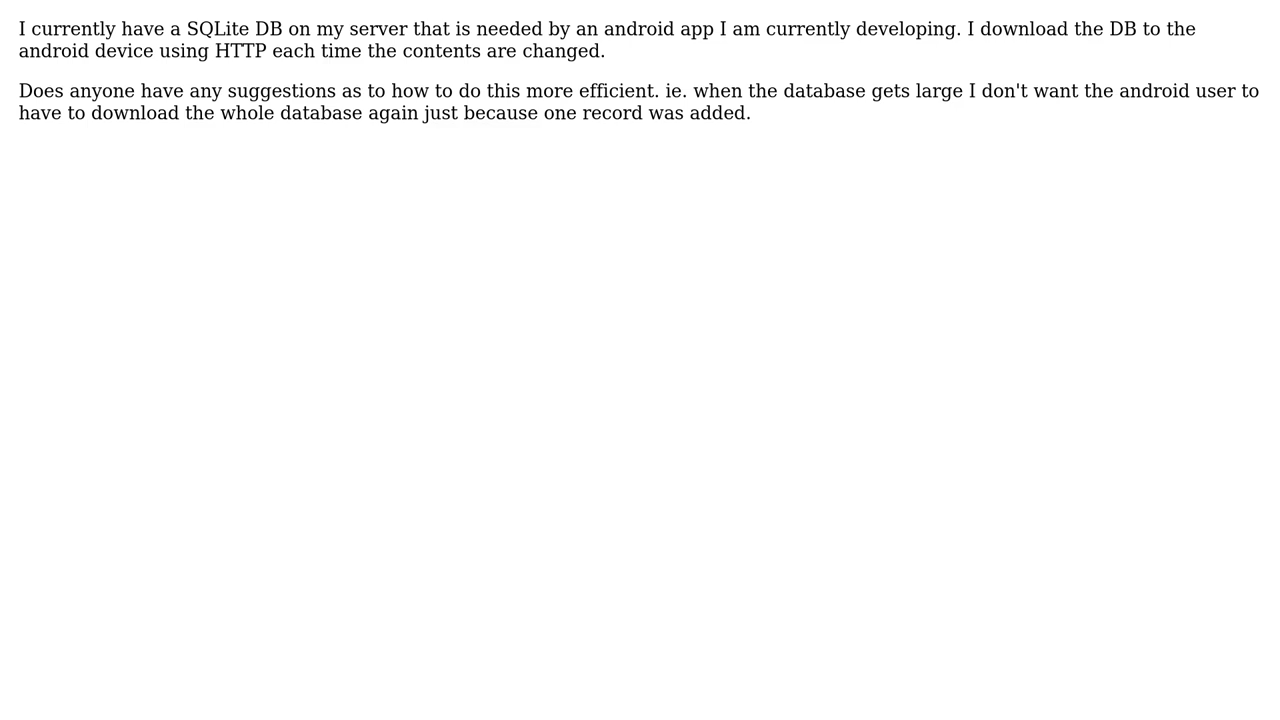 I currently have a SQLite DB on my server that is needed by an android app I am currently developing. I download the DB to the
android device using HTTP each time the contents are changed.
Does anyone have any suggestions as to how to do this more efficient. ie. when the database gets large I don't want the android user to
have to download the whole database again just because one record was added.